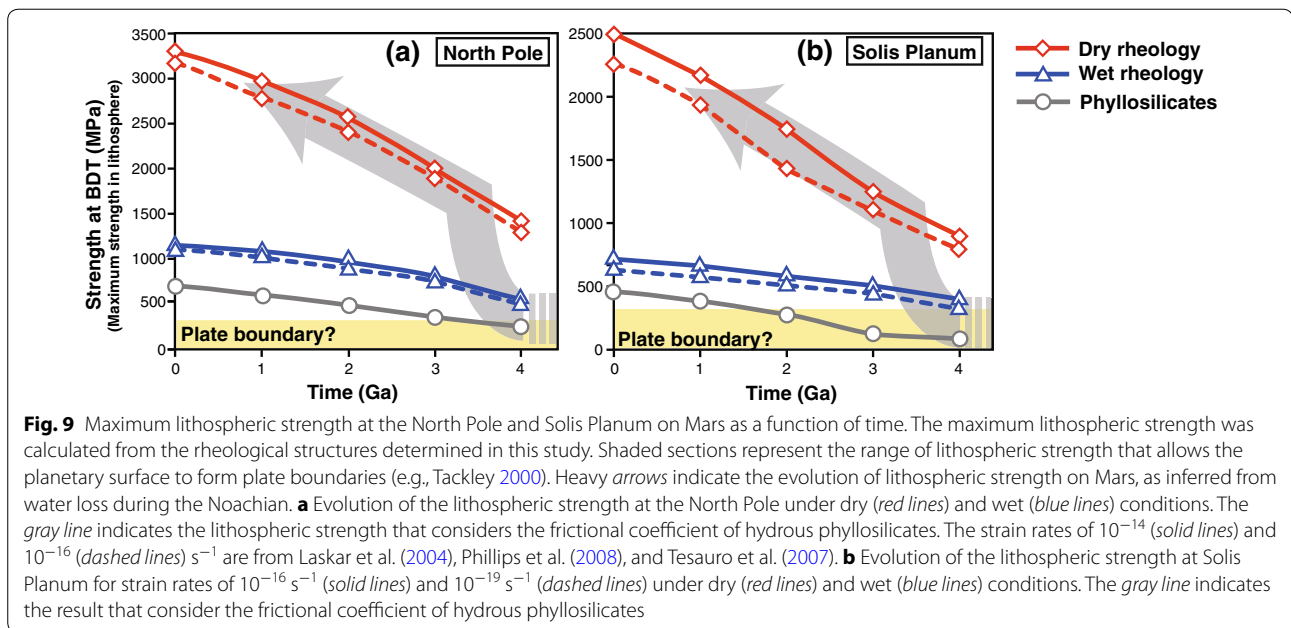 (a)
North Pole
3500
3000
2500
2000
1500
1000
500
0
Strength at BDT (MPa)
(Maximum strength in lithosphere)
Plate boundary?
0 1 2 3 4
Time (Ga)
(b)
Solis Planum
2500
2000
1500
1000
500
0
Plate boundary?
0 1 2 3 4
Time (Ga)
Dry rheology
Wet rheology
Phyllosilicates
Fig. 9 Maximum lithospheric strength at the North Pole and Solis Planum on Mars as a function of time. The maximum lithospheric strength was
calculated from the rheological structures determined in this study. Shaded sections represent the range of lithospheric strength that allows the
planetary surface to form plate boundaries (e.g., Tackley 2000). Heavy arrows indicate the evolution of lithospheric strength on Mars, as inferred from
water loss during the Noachian. a Evolution of the lithospheric strength at the North Pole under dry (red lines) and wet (blue lines) conditions. The
gray line indicates the lithospheric strength that considers the frictional coefficient of hydrous phyllosilicates. The strain rates of 10⁻¹⁴ (solid lines) and
10⁻¹⁶ (dashed lines) s⁻¹ are from Laskar et al. (2004), Phillips et al. (2008), and Tesauro et al. (2007). b Evolution of the lithospheric strength at Solis
Planum for strain rates of 10⁻¹⁶ s⁻¹ (solid lines) and 10⁻¹⁹ s⁻¹ (dashed lines) under dry (red lines) and wet (blue lines) conditions. The gray line indicates
the result that consider the frictional coefficient of hydrous phyllosilicates